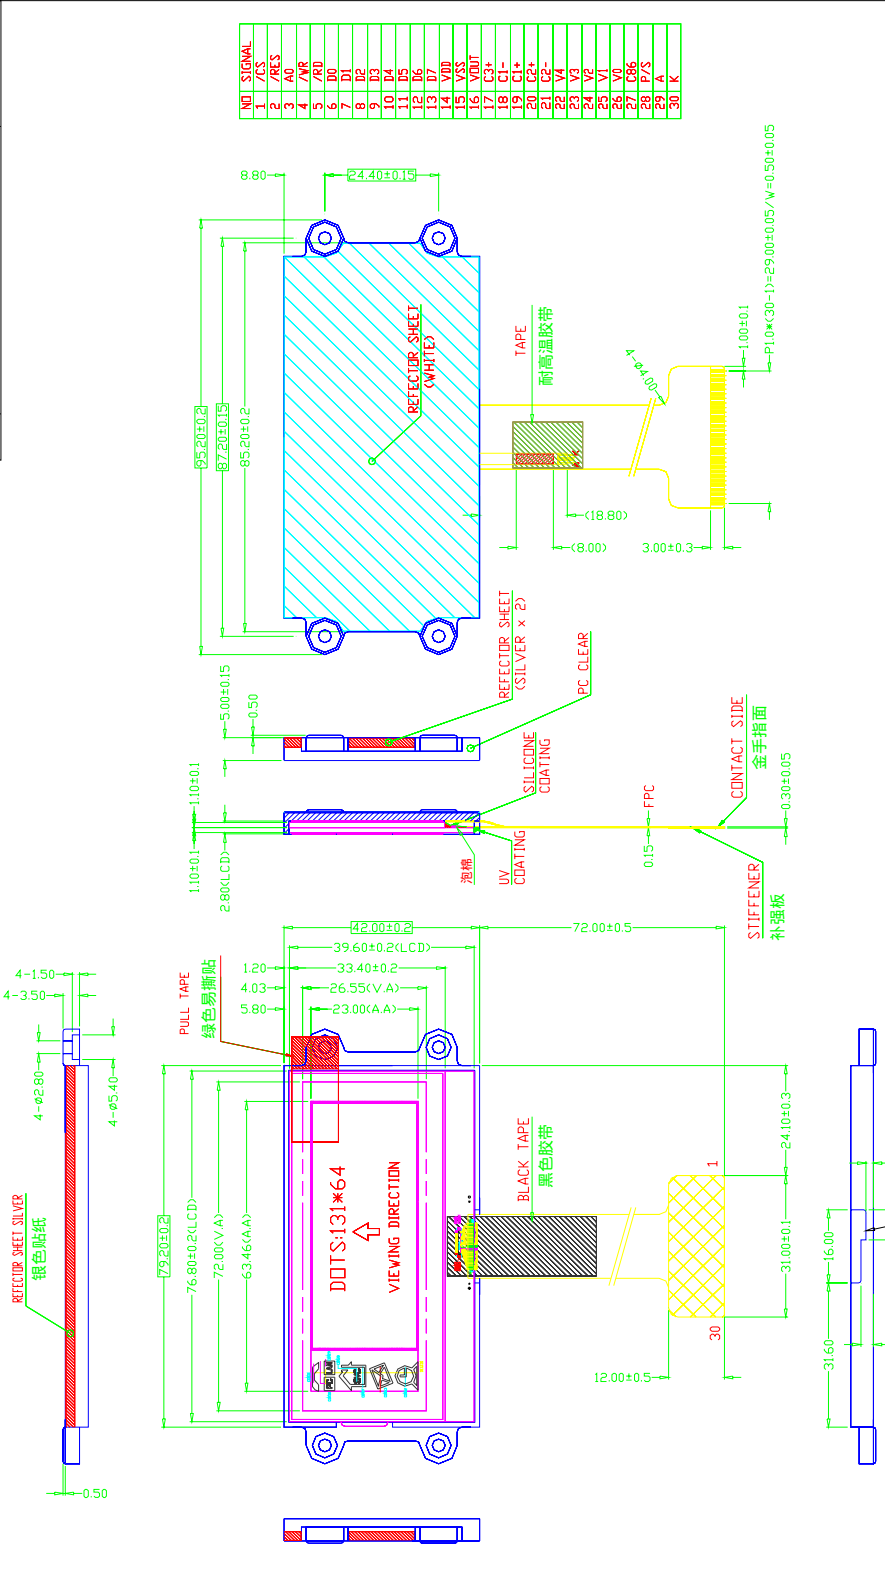 NO SIGNAL
1 /CS
2 /RES
3 A0
4 /WR
5 /RD
6 D0
7 D1
8 D2
9 D3
10 D4
11 D5
12 D6
13 D7
14 VDD
15 VSS
16 VOUT
17 C3+
18 C1-
19 C1+
20 C2+
21 C2-
22 V4
23 V3
24 V2
25 V1
26 V0
27 C86
28 P/S
29 A
30 K
8.80
24.40±0.15
95.20±0.2
87.20±0.15
85.20±0.2
REFECTOR SHEET
(WHITE)
TAPE
耐高温胶带
4-ø4.00
1.00±0.1
P1.0*(30-1)=29.00±0.05/W=0.50±0.05
K
A
(18.80)
(8.00)
3.00±0.3
5.00±0.15
0.50
REFECTOR SHEET
(SILVER x 2)
PC CLEAR
1.10±0.1
1.10±0.1
2.80(LCD)
SILICONE
COATING
泡棉
UV
COATING
FPC
0.15
CONTACT SIDE
金手指面
0.30±0.05
STIFFENER
补强板
42.00±0.2
72.00±0.5
39.60±0.2(LCD)
1.20
33.40±0.2
4.03
26.55(V.A)
5.80
23.00(A.A)
PULL TAPE
绿色易撕贴
4-1.50
4-3.50
4-ø2.80
4-ø5.40
REFECTOR SHEET SILVER
银色贴纸
0.50
79.20±0.2
76.80±0.2(LCD)
72.00(V.A)
63.46(A.A)
DOTS:131*64
VIEWING DIRECTION
BLACK TAPE
黑色胶带
PC
LAN
1
30
24.10±0.3
31.00±0.1
12.00±0.5
16.00
31.60